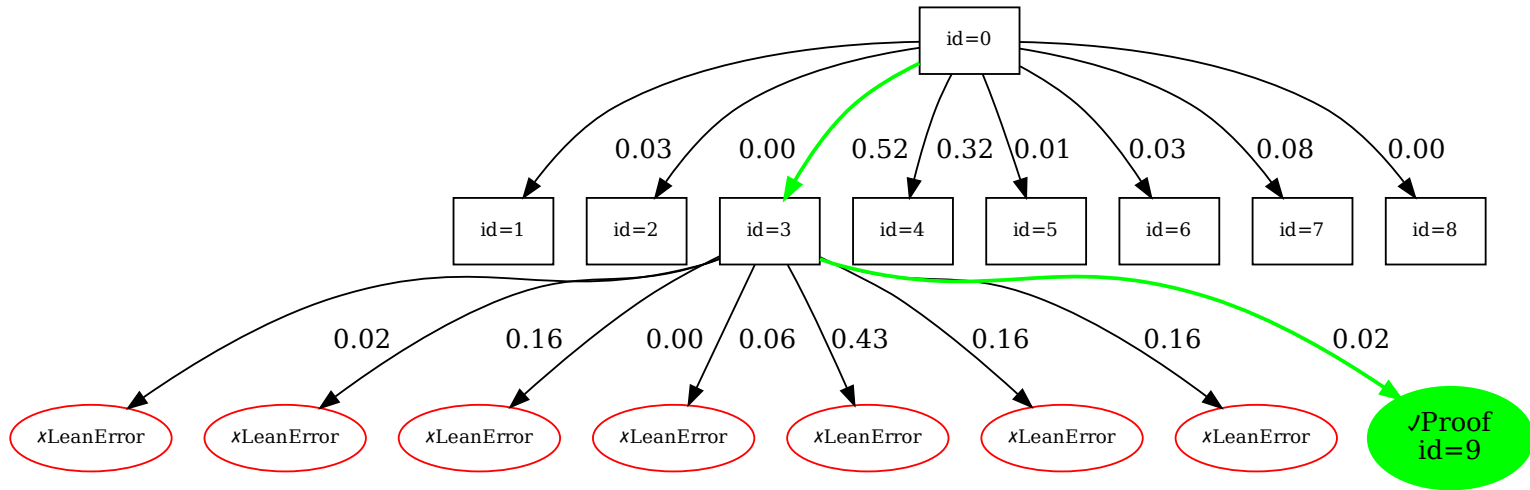 id=0
0.03
0.00
0.52
0.32
0.01
0.03
0.08
0.00
id=1
id=2
id=3
id=4
id=5
id=6
id=7
id=8
0.02
0.16
0.00
0.06
0.43
0.16
0.16
0.02
✗LeanError
✗LeanError
✗LeanError
✗LeanError
✗LeanError
✗LeanError
✗LeanError
✓Proof
id=9